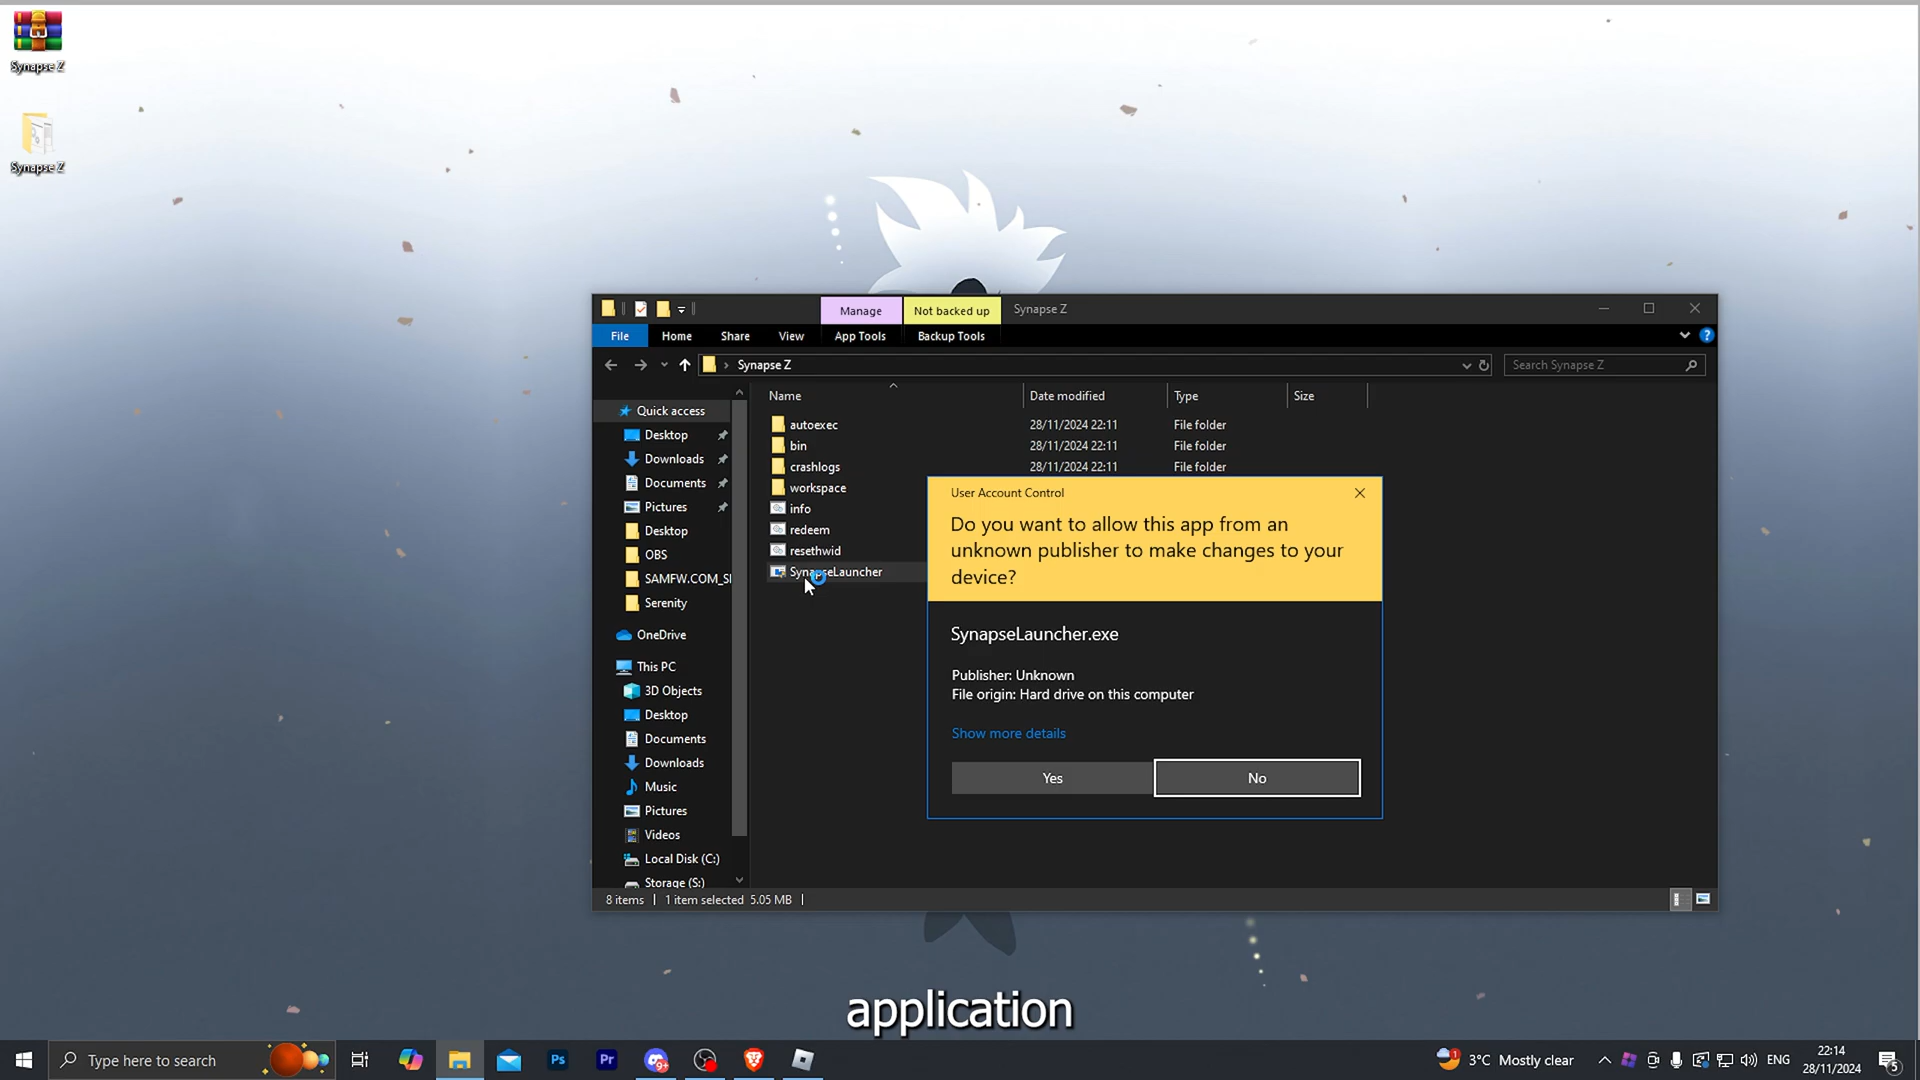 Synapse Z
Synapse Z
Manage
Not backed up
Synapse Z
File
Home
Share
View
App Tools
Backup Tools
Synapse Z
Search Synapse Z
Name
Date modified
Type
Size
Quick access
Desktop
Downloads
Documents
Pictures
Desktop
OBS
SAMFW.COM_S
Serenity
OneDrive
This PC
3D Objects
Desktop
Documents
Downloads
Music
Pictures
Videos
Local Disk (C:)
Storage (S:)
autoexec 28/11/2024 22:11 File folder
bin 28/11/2024 22:11 File folder
crashlogs 28/11/2024 22:11 File folder
workspace
info
redeem
resethwid
SynapseLauncher
User Account Control
Do you want to allow this app from an
unknown publisher to make changes to your
device?
SynapseLauncher.exe
Publisher: Unknown
File origin: Hard drive on this computer
Show more details
Yes
No
8 items
1 item selected 5.05 MB
application
Type here to search
Ps
Pr
9+
1
3°C Mostly clear
ENG
22:14
28/11/2024
5